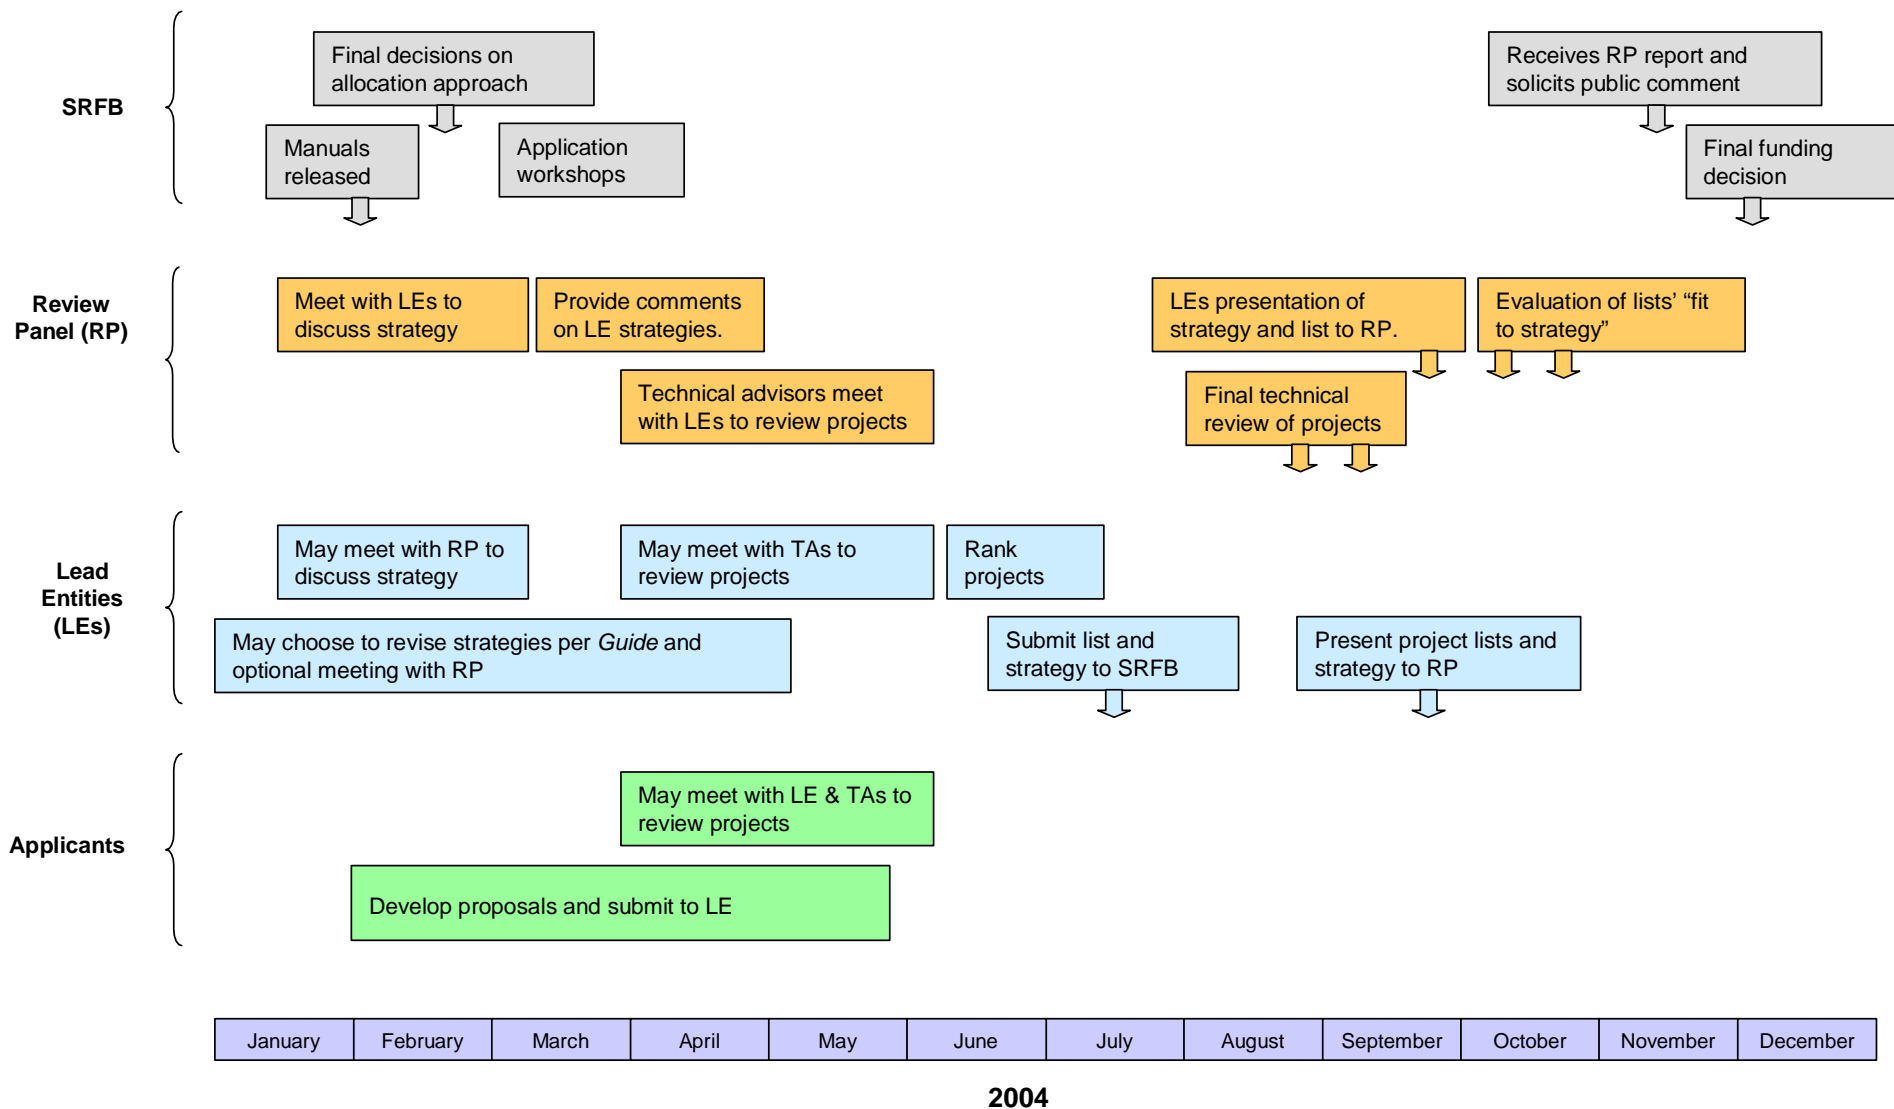 SRFB
Final decisions on
allocation approach
Receives RP report and
solicits public comment
Manuals
released
Application
workshops
Final funding
decision
Review
Panel (RP)
Meet with LEs to
discuss strategy
Provide comments
on LE strategies.
LEs presentation of
strategy and list to RP.
Evaluation of lists’ “fit
to strategy”
Technical advisors meet
with LEs to review projects
Final technical
review of projects
Lead
Entities
(LEs)
May meet with RP to
discuss strategy
May meet with TAs to
review projects
Rank
projects
May choose to revise strategies per Guide and
optional meeting with RP
Submit list and
strategy to SRFB
Present project lists and
strategy to RP
Applicants
May meet with LE & TAs to
review projects
Develop proposals and submit to LE
January February March April May June July August September October November December
2004